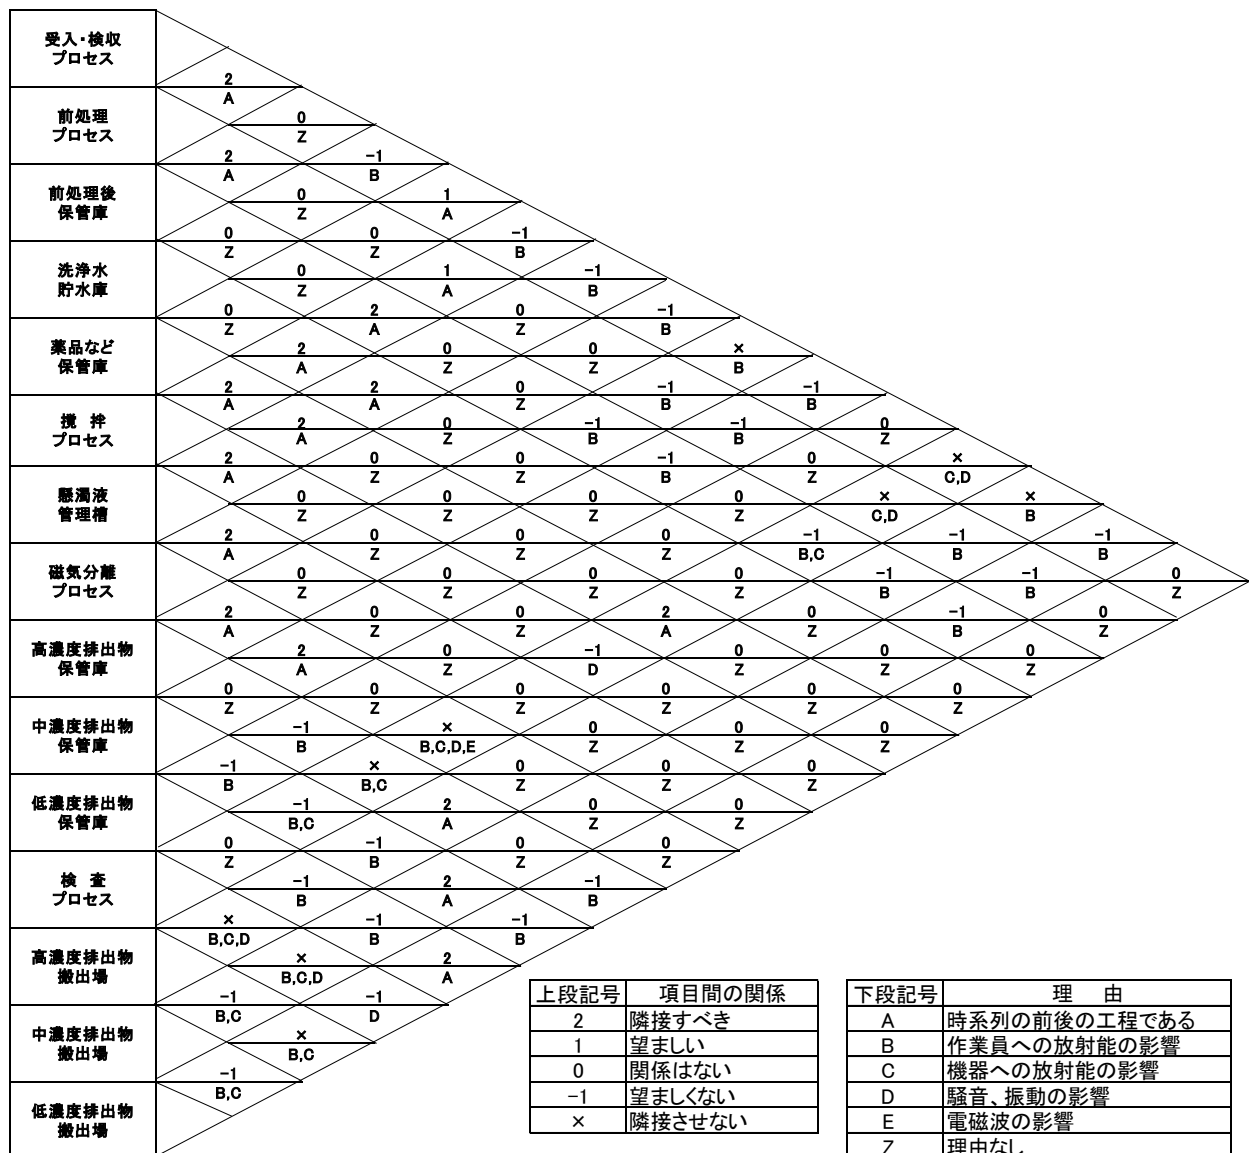 受入・検収
プロセス
2
A
前処理
プロセス
0
Z
2
A
-1
B
前処理後
保管庫
0
Z
1
A
0
Z
0
Z
-1
B
洗浄水
貯水庫
0
Z
1
A
-1
B
0
Z
2
A
0
Z
-1
B
薬品など
保管庫
2
A
0
Z
0
Z
×
B
2
A
2
A
0
Z
-1
B
-1
B
撹 拌
プロセス
2
A
0
Z
-1
B
-1
B
0
Z
2
A
0
Z
0
Z
-1
B
0
Z
×
C,D
懸濁液
管理槽
0
Z
0
Z
0
Z
0
Z
×
C,D
×
B
2
A
0
Z
0
Z
0
Z
-1
B,C
-1
B
-1
B
磁気分離
プロセス
0
Z
0
Z
0
Z
0
Z
-1
B
-1
B
0
Z
2
A
0
Z
0
Z
2
A
0
Z
-1
B
0
Z
高濃度排出物
保管庫
2
A
0
Z
-1
D
0
Z
0
Z
0
Z
0
Z
0
Z
0
Z
0
Z
0
Z
0
Z
中濃度排出物
保管庫
-1
B
×
B,C,D,E
0
Z
0
Z
0
Z
-1
B
×
B,C
0
Z
0
Z
0
Z
低濃度排出物
保管庫
-1
B,C
2
A
0
Z
0
Z
0
Z
-1
B
0
Z
0
Z
検 査
プロセス
-1
B
2
A
-1
B
×
B,C,D
-1
B
-1
B
高濃度排出物
搬出場
×
B,C,D
2
A
-1
B,C
-1
D
中濃度排出物
搬出場
×
B,C
-1
B,C
低濃度排出物
搬出場
上段記号 項目間の関係
2 隣接すべき
1 望ましい
0 関係はない
-1 望ましくない
× 隣接させない
下段記号 理 由
A 時系列の前後の工程である
B 作業員への放射能の影響
C 機器への放射能の影響
D 騒音、振動の影響
E 電磁波の影響
Z 理由なし